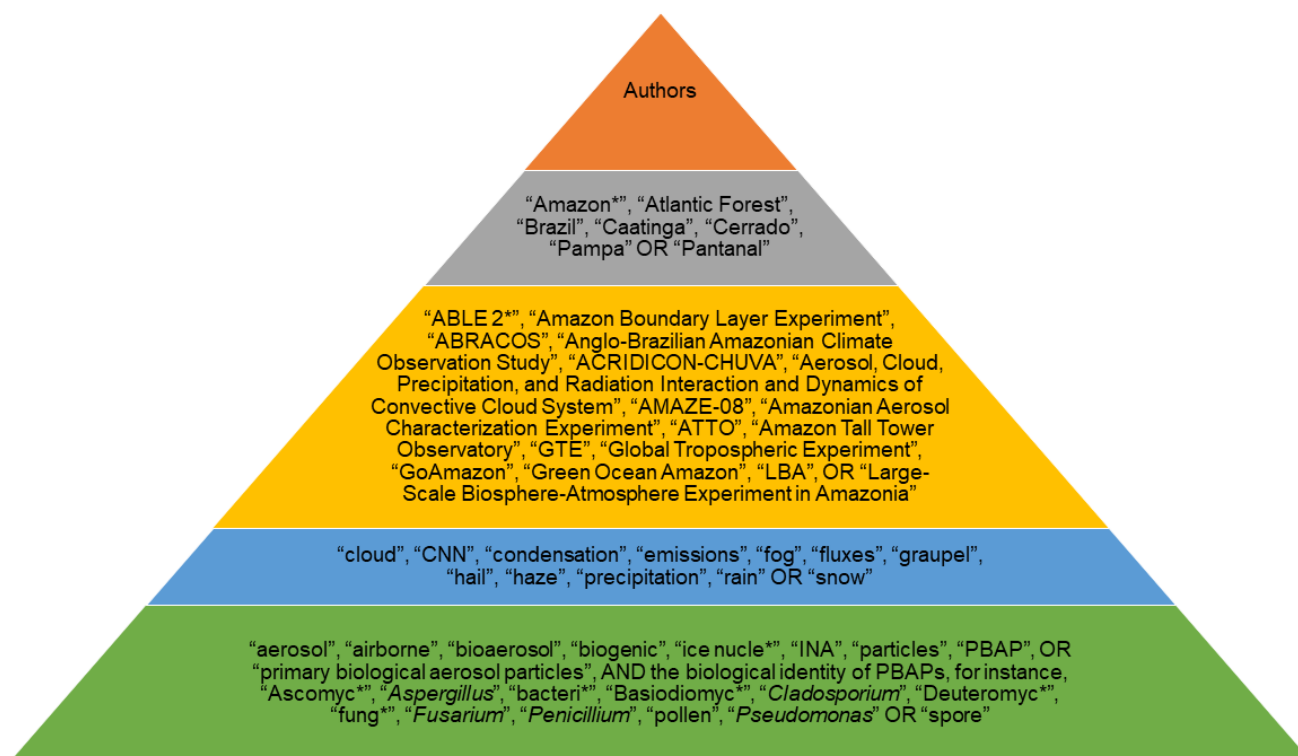 Authors
“Amazon*”, “Atlantic Forest”,
“Brazil”, “Caatinga”, “Cerrado”,
“Pampa” OR “Pantanal”
“ABLE 2*”, “Amazon Boundary Layer Experiment”,
“ABRACOS”, “Anglo-Brazilian Amazonian Climate
Observation Study”, “ACRIDICON-CHUVA”, “Aerosol, Cloud,
Precipitation, and Radiation Interaction and Dynamics of
Convective Cloud System”, “AMAZE-08”, “Amazonian Aerosol
Characterization Experiment”, “ATTO”, “Amazon Tall Tower
Observatory”, “GTE”, “Global Tropospheric Experiment”,
“GoAmazon”, “Green Ocean Amazon”, “LBA”, OR “Large-
Scale Biosphere-Atmosphere Experiment in Amazonia”
“cloud”, “CNN”, “condensation”, “emissions”, “fog”, “fluxes”, “graupel”,
“hail”, “haze”, “precipitation”, “rain” OR “snow”
“aerosol”, “airborne”, “bioaerosol”, “biogenic”, “ice nucle*”, “INA”, “particles”, “PBAP”, OR
“primary biological aerosol particles”, AND the biological identity of PBAPs, for instance,
“Ascomyc*”, “Aspergillus”, “bacteri*”, “Basiodiomyc*”, “Cladosporium”, “Deuteromyc*”,
“fung*”, “Fusarium”, “Penicillium”, “pollen”, “Pseudomonas” OR “spore”